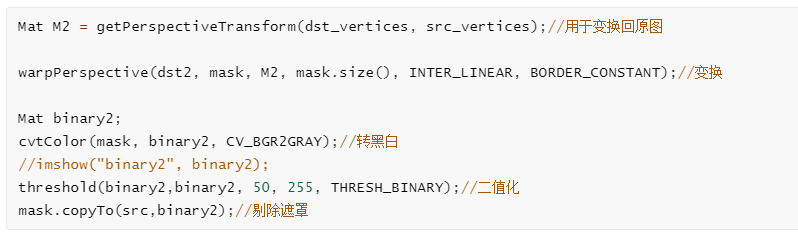 Mat M2 = getPerspectiveTransform(dst_vertices, src_vertices);//用于变换回原图
warpPerspective(dst2, mask, M2, mask.size(), INTER_LINEAR, BORDER_CONSTANT);//变换
Mat binary2;
cvtColor(mask, binary2, CV_BGR2GRAY);//转黑白
//imshow("binary2", binary2);
threshold(binary2,binary2, 50, 255, THRESH_BINARY);//二值化
mask.copyTo(src,binary2);//剔除遮罩